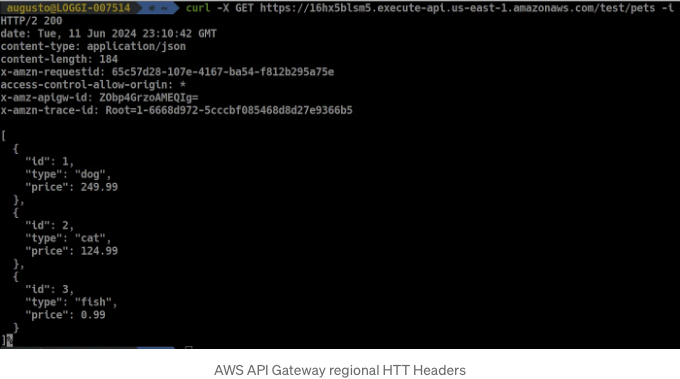 augusto@LOGGI-007514 ~ curl -X GET https://16hx5blsm5.execute-api.us-east-1.amazonaws.com/test/pets -i
HTTP/2 200
date: Tue, 11 Jun 2024 23:10:42 GMT
content-type: application/json
content-length: 184
x-amzn-requestid: 65c57d28-107e-4167-ba54-f812b295a75e
access-control-allow-origin: *
x-amz-apigw-id: ZObp4GrzoAMEQIg=
x-amzn-trace-id: Root=1-6668d972-5cccbf085468d8d27e9366b5
[
{
"id": 1,
"type": "dog",
"price": 249.99
},
{
"id": 2,
"type": "cat",
"price": 124.99
},
{
"id": 3,
"type": "fish",
"price": 0.99
}
]%
AWS API Gateway regional HTT Headers